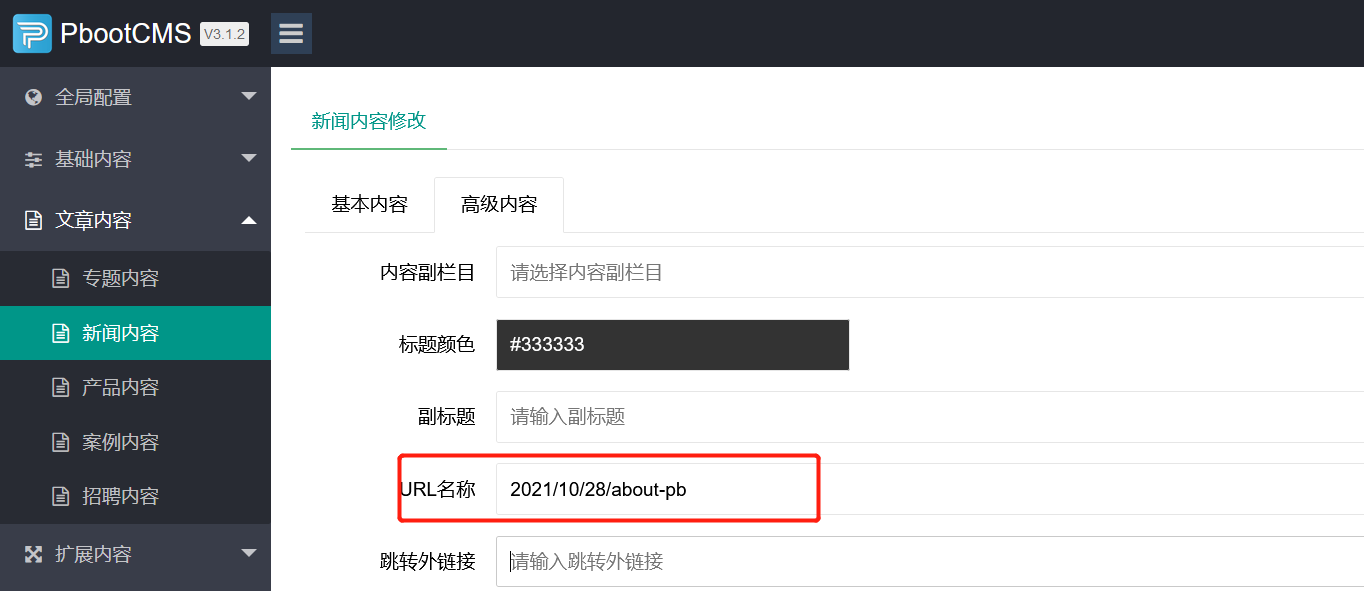 PbootCMS V3.1.2
全局配置
基础内容
文章内容
专题内容
新闻内容
产品内容
案例内容
招聘内容
扩展内容
新闻内容修改
基本内容 高级内容
内容副栏目 请选择内容副栏目
标题颜色 #333333
副标题 请输入副标题
URL名称 2021/10/28/about-pb
跳转外链接 请输入跳转外链接